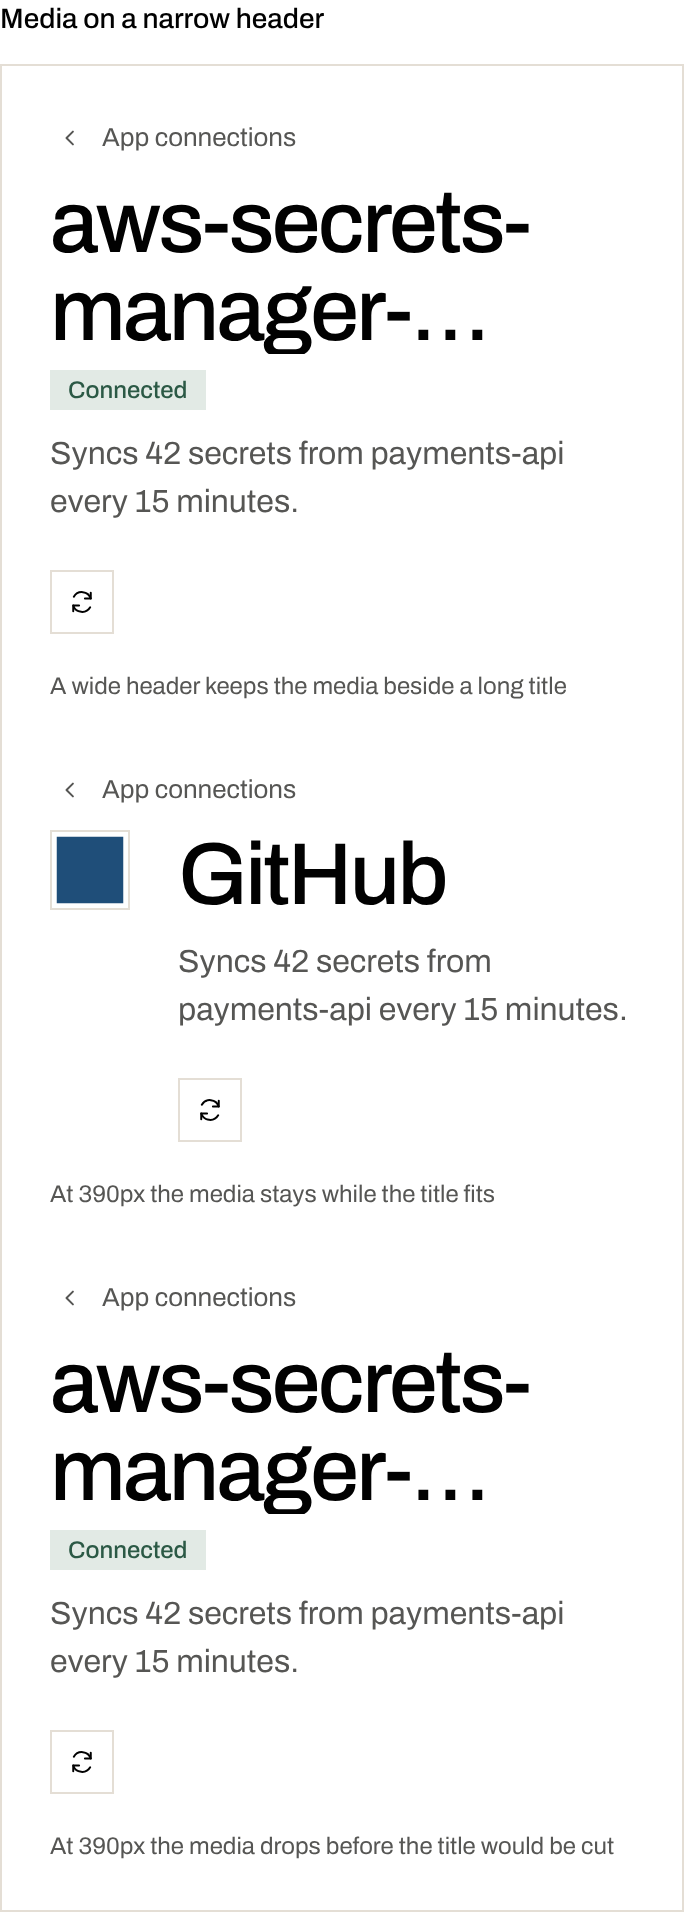 Media on a narrow header
App connections
aws-secrets-
manager-...
Connected
Syncs 42 secrets from payments-api
every 15 minutes.
A wide header keeps the media beside a long title
App connections
GitHub
Syncs 42 secrets from
payments-api every 15 minutes.
At 390px the media stays while the title fits
App connections
aws-secrets-
manager-...
Connected
Syncs 42 secrets from payments-api
every 15 minutes.
At 390px the media drops before the title would be cut